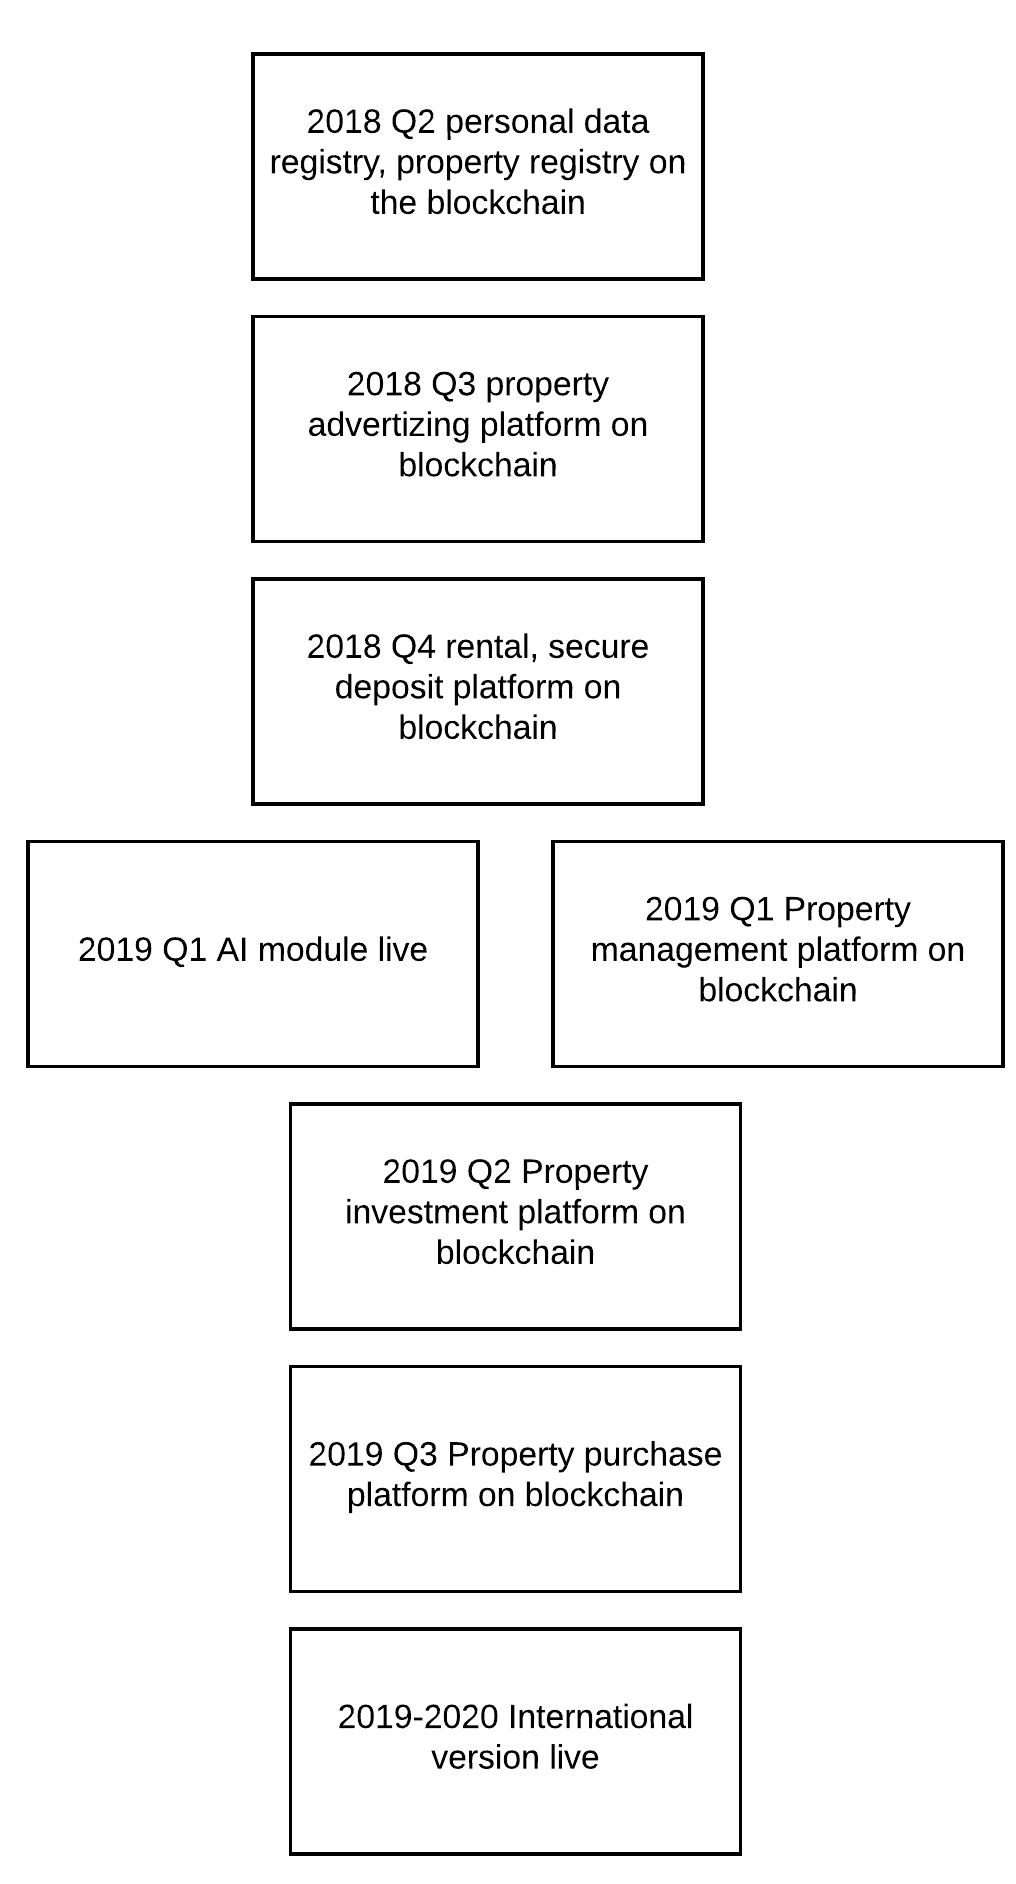 2018 Q2 personal data
registry, property registry on
the blockchain
2018 Q3 property
advertizing platform on
blockchain
2018 Q4 rental, secure
deposit platform on
blockchain
2019 Q1 AI module live
2019 Q1 Property
management platform on
blockchain
2019 Q2 Property
investment platform on
blockchain
2019 Q3 Property purchase
platform on blockchain
2019-2020 International
version live